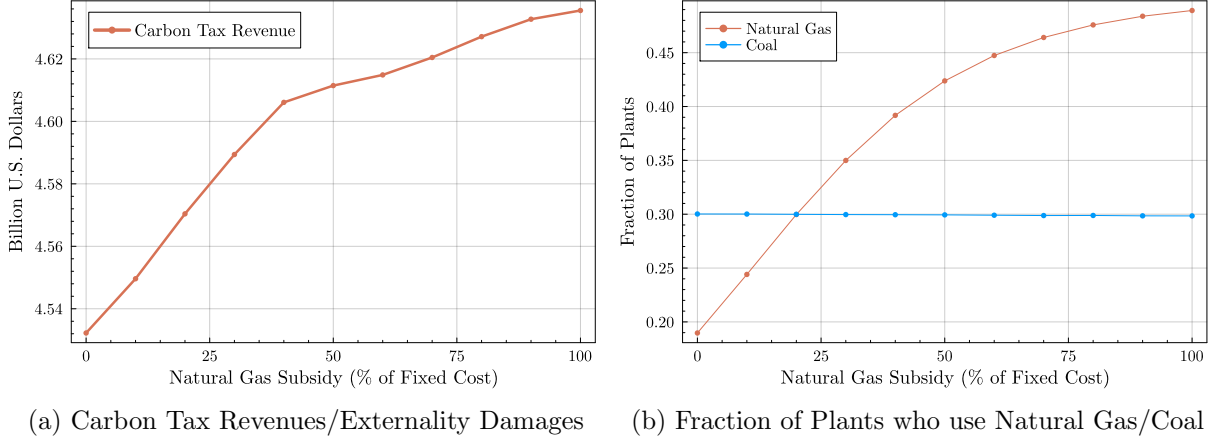 Carbon Tax Revenue
Billion U.S. Dollars
4.62
4.60
4.58
4.56
4.54
0
25
50
75
100
Natural Gas Subsidy (% of Fixed Cost)
(a) Carbon Tax Revenues/Externality Damages
Natural Gas
Coal
Fraction of Plants
0.45
0.40
0.35
0.30
0.25
0.20
0
25
50
75
100
Natural Gas Subsidy (% of Fixed Cost)
(b) Fraction of Plants who use Natural Gas/Coal